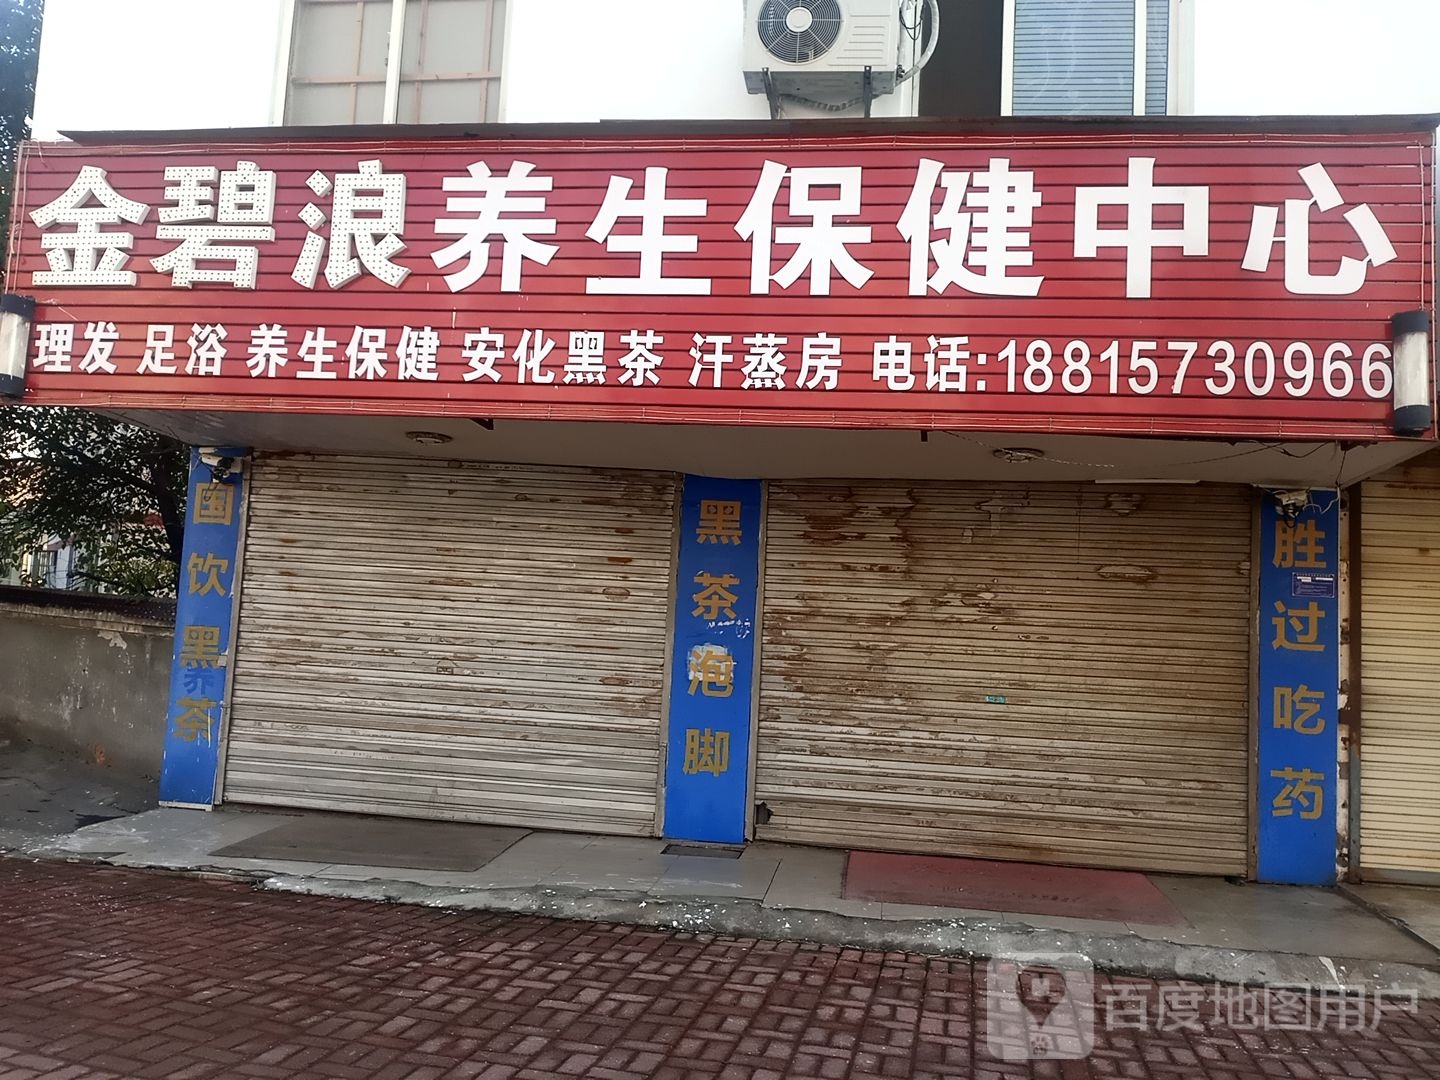 金碧浪养生保健中心
理发 足浴 养生保健 安化黑茶 汗蒸房 电话:18815730966
国饮黑茶
养
黑茶泡脚
胜过吃药
百度地图用户